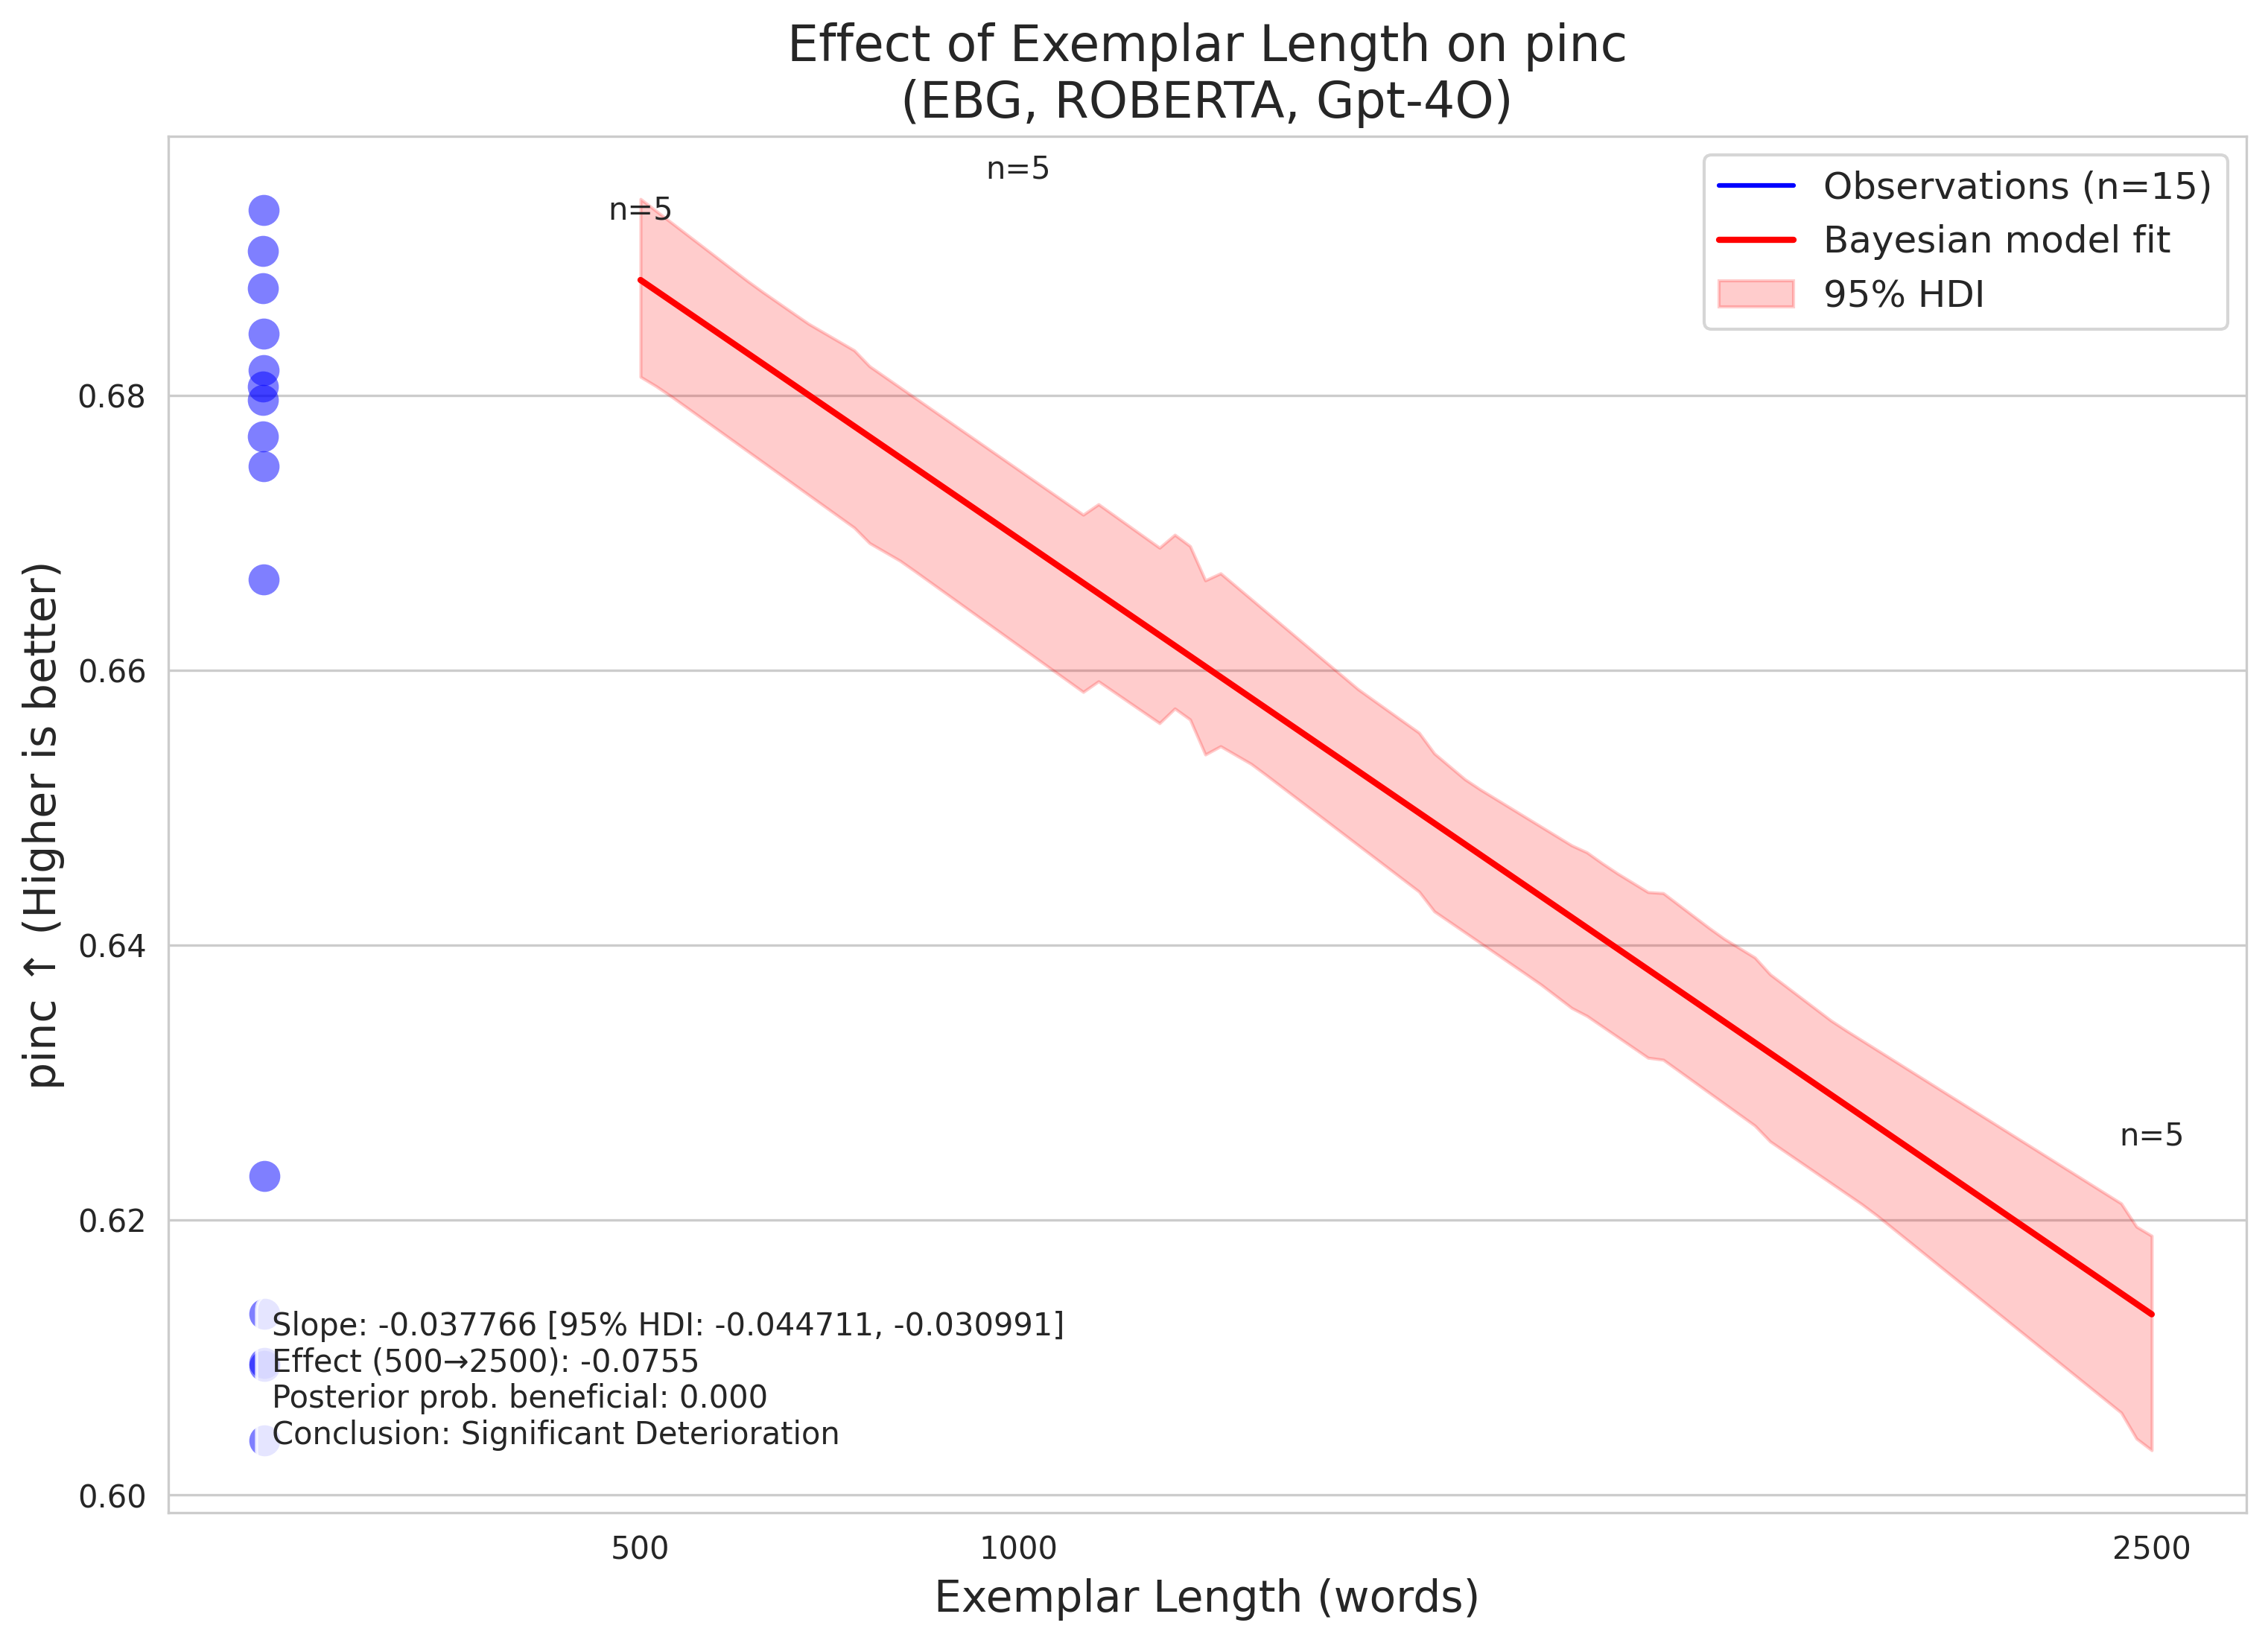 Effect of Exemplar Length on pinc
(EBG, ROBERTA, Gpt-4O)
n=5
n=5
Observations (n=15)
Bayesian model fit
95% HDI
pinc ↑ (Higher is better)
0.68
0.66
0.64
0.62
0.60
n=5
Slope: -0.037766 [95% HDI: -0.044711, -0.030991]
Effect (500→2500): -0.0755
Posterior prob. beneficial: 0.000
Conclusion: Significant Deterioration
500
1000
2500
Exemplar Length (words)